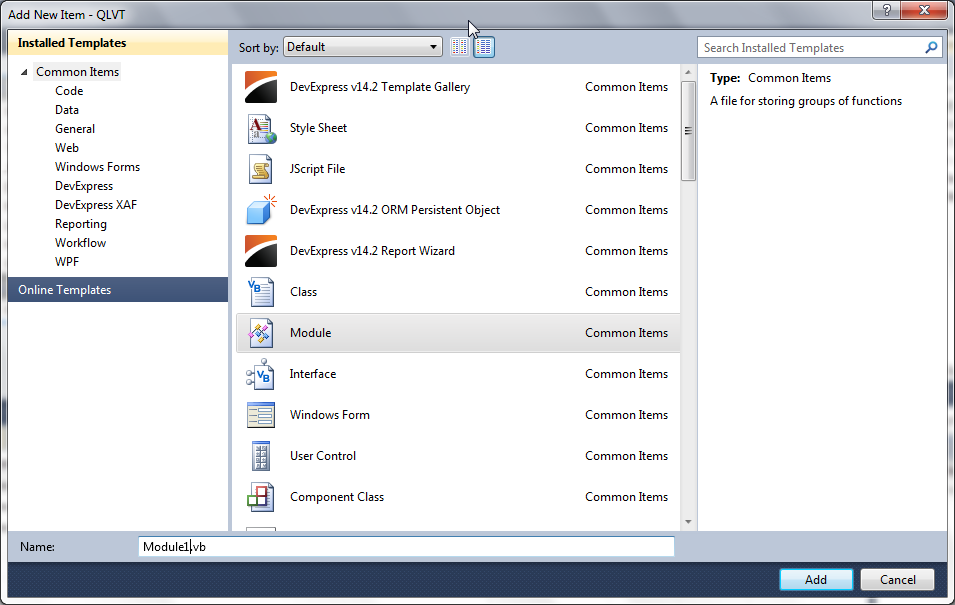 Add New Item - QLVT
?
Installed Templates
Sort by: Default
Search Installed Templates
Common Items
Code
Data
General
Web
Windows Forms
DevExpress
DevExpress XAF
Reporting
Workflow
WPF
Online Templates
DevExpress v14.2 Template Gallery Common Items
Style Sheet Common Items
JScript File Common Items
DevExpress v14.2 ORM Persistent Object Common Items
DevExpress v14.2 Report Wizard Common Items
Class Common Items
Module Common Items
Interface Common Items
Windows Form Common Items
User Control Common Items
Component Class Common Items
Type: Common Items
A file for storing groups of functions
Name: Module1.vb
Add Cancel